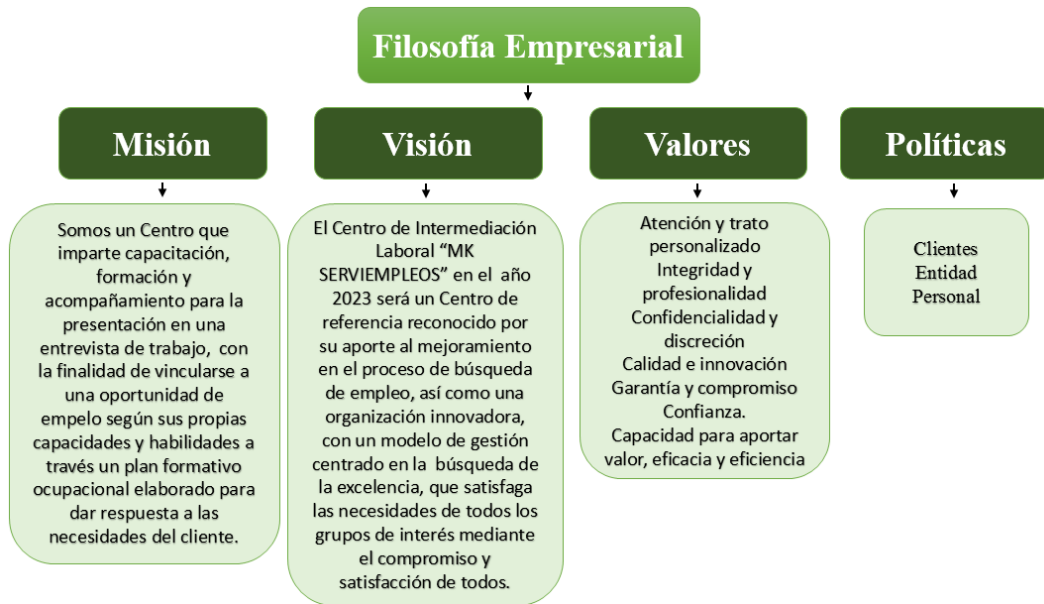 Filosofía Empresarial
Misión
Somos un Centro que
imparte capacitación,
formación y
acompañamiento para la
presentación en una
entrevista de trabajo, con
la finalidad de vincularse a
una oportunidad de
empelo según sus propias
capacidades y habilidades a
través un plan formativo
ocupacional elaborado para
dar respuesta a las
necesidades del cliente.
Visión
El Centro de Intermediación
Laboral “MK
SERVIEMPLEOS” en el año
2023 será un Centro de
referencia reconocido por
su aporte al mejoramiento
en el proceso de búsqueda
de empleo, así como una
organización innovadora,
con un modelo de gestión
centrado en la búsqueda de
la excelencia, que satisfaga
las necesidades de todos los
grupos de interés mediante
el compromiso y
satisfacción de todos.
Valores
Atención y trato
personalizado
Integridad y
profesionalidad
Confidencialidad y
discreción
Calidad e innovación
Garantía y compromiso
Confianza.
Capacidad para aportar
valor, eficacia y eficiencia
Políticas
Clientes
Entidad
Personal